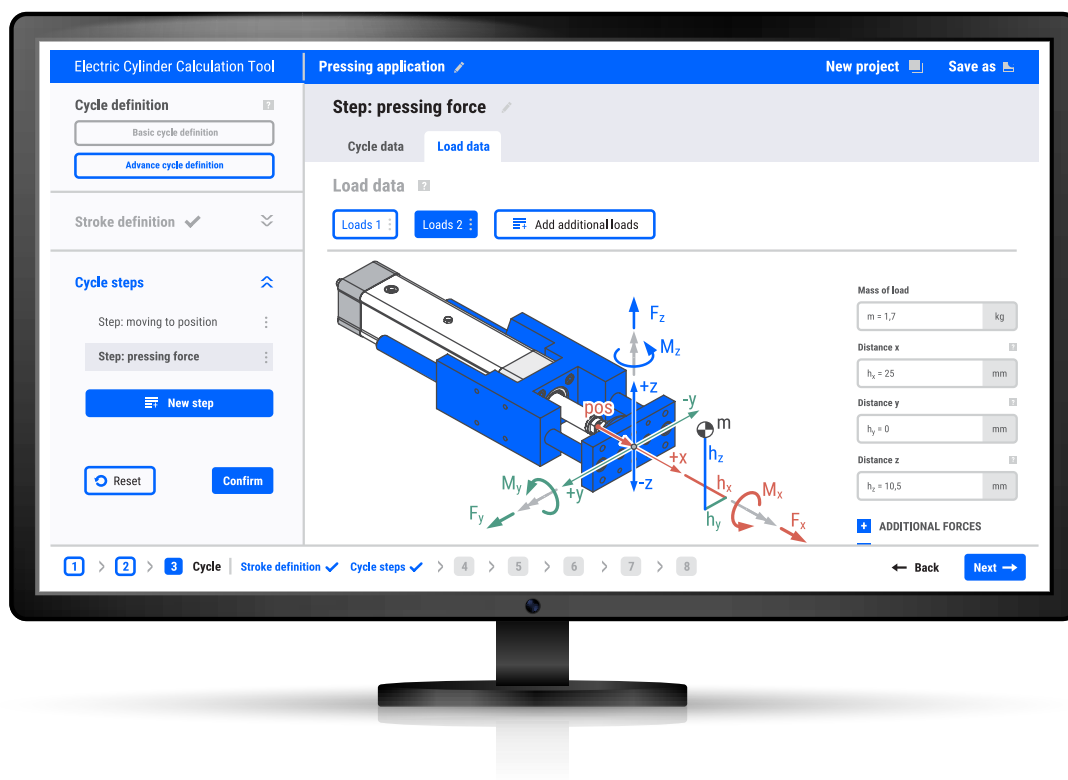 Electric Cylinder Calculation Tool
Pressing application
New project
Save as
Cycle definition
?
Basic cycle definition
Advance cycle definition
Stroke definition
Cycle steps
Step: moving to position
Step: pressing force
New step
Reset
Confirm
Step: pressing force
Cycle data
Load data
Load data
?
Loads 1
Loads 2
Add additional loads
Fz
Mz
+z
-y
pos
m
+x
hz
-z
My
+y
hx
Mx
Fy
hy
Fx
Mass of load
m = 1,7
kg
Distance x
?
hx = 25
mm
Distance y
?
hy = 0
mm
Distance z
?
hz = 10,5
mm
+ ADDITIONAL FORCES
1 > 2 > 3 Cycle | Stroke definition ✓ Cycle steps ✓ > 4 > 5 > 6 > 7 > 8
← Back
Next →